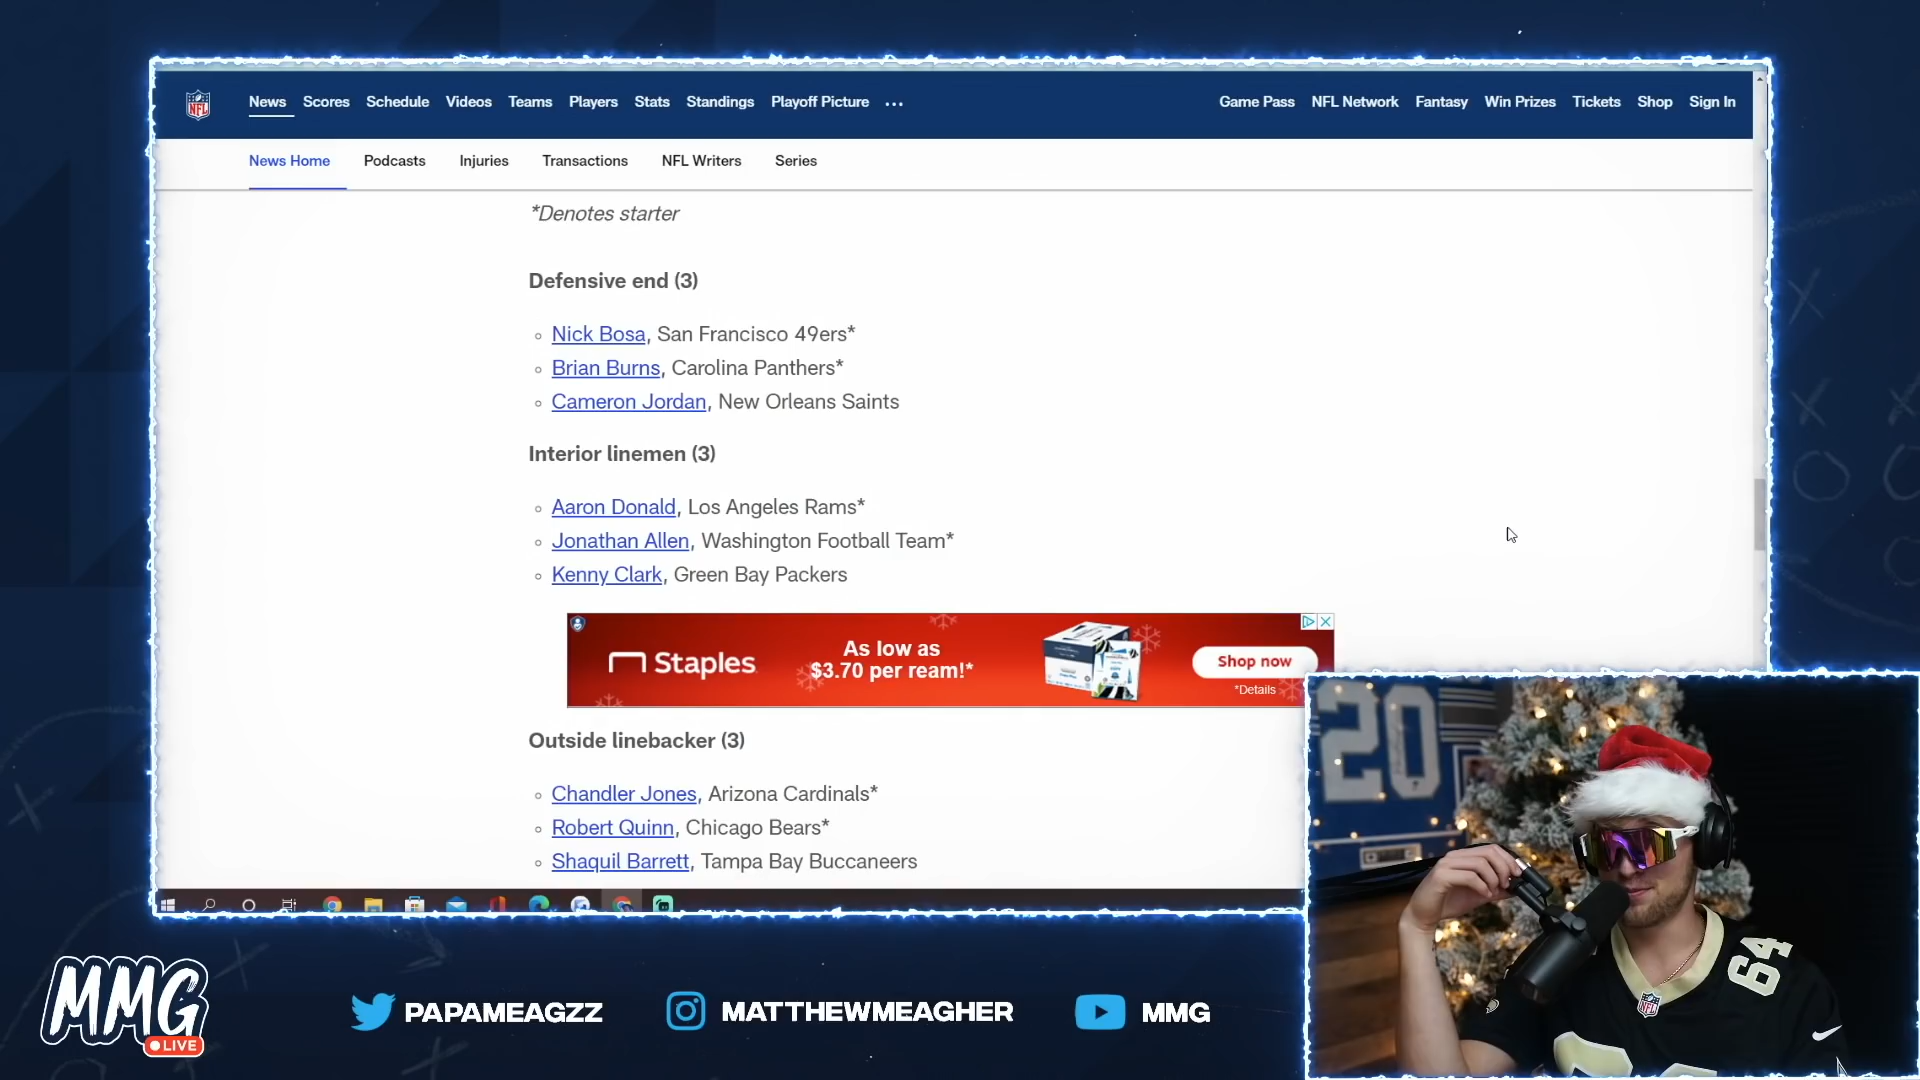 NFL
News Scores Schedule Videos Teams Players Stats Standings Playoff Picture ... Game Pass NFL Network Fantasy Win Prizes Tickets Shop Sign In
News Home Podcasts Injuries Transactions NFL Writers Series
*Denotes starter
Defensive end (3)
Nick Bosa, San Francisco 49ers*
Brian Burns, Carolina Panthers*
Cameron Jordan, New Orleans Saints
Interior linemen (3)
Aaron Donald, Los Angeles Rams*
Jonathan Allen, Washington Football Team*
Kenny Clark, Green Bay Packers
Staples
As low as
$3.70 per ream!*
Shop now
*Details
Outside linebacker (3)
Chandler Jones, Arizona Cardinals*
Robert Quinn, Chicago Bears*
Shaquil Barrett, Tampa Bay Buccaneers
20
64
NFL
MMG
LIVE
PAPAMEAGZZ
MATTHEWMEAGHER
MMG